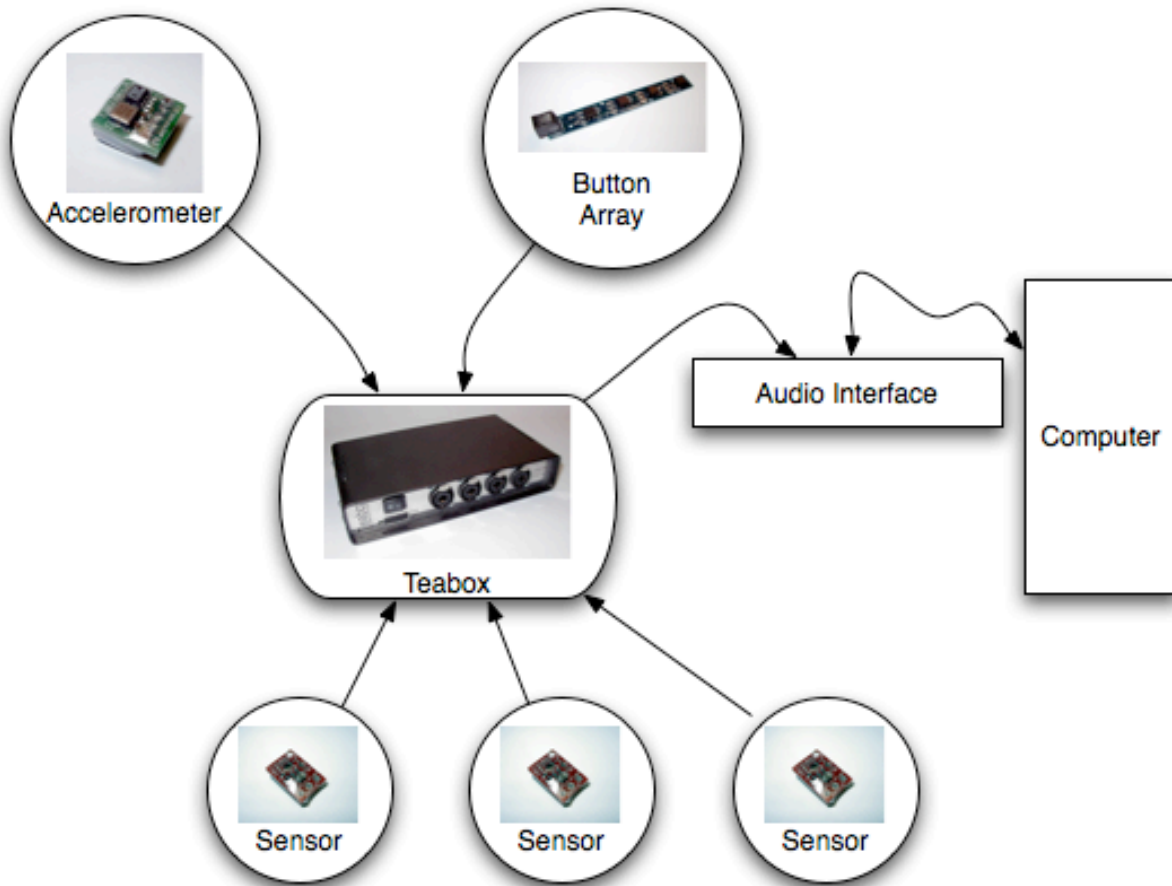 Accelerometer
Button
Array
Audio Interface
Computer
Teabox
Sensor
Sensor
Sensor